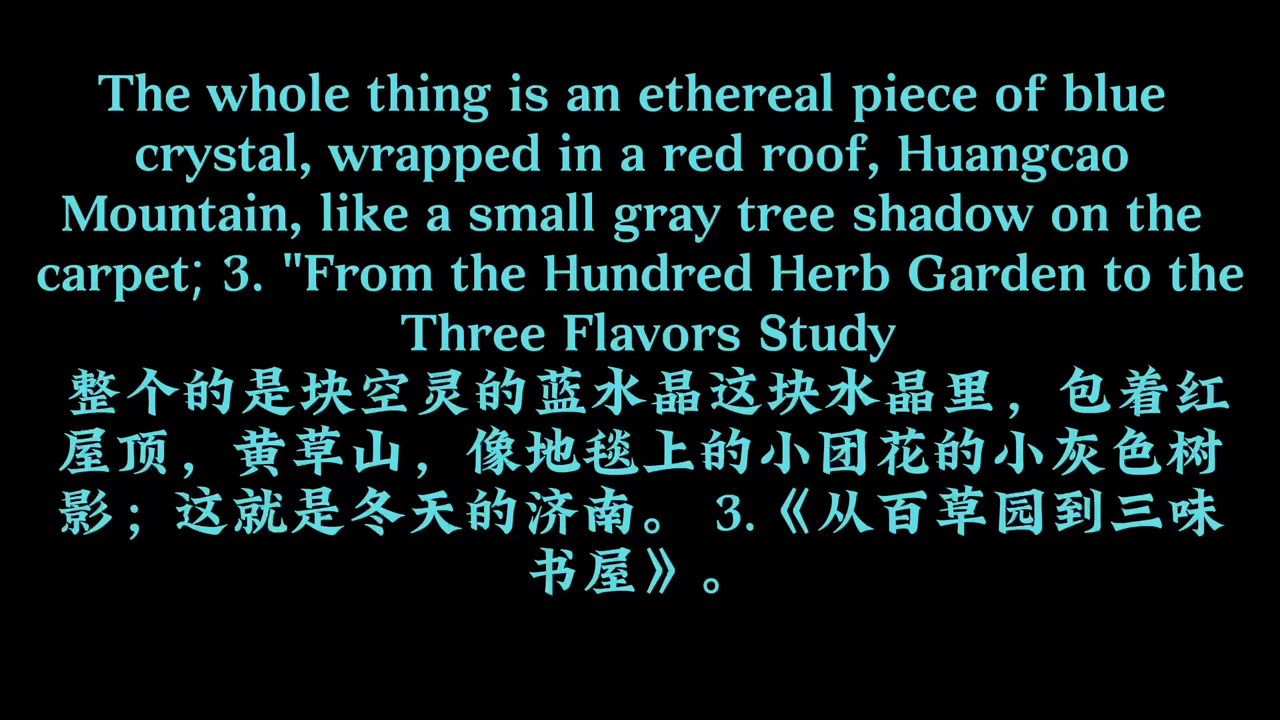 The whole thing is an ethereal piece of blue
crystal, wrapped in a red roof, Huangcao
Mountain, like a small gray tree shadow on the
carpet; 3. "From the Hundred Herb Garden to the
Three Flavors Study
整个的是块空灵的蓝水晶这块水晶里，包着红
屋顶，黄草山，像地毯上的小团花的小灰色树
影；这就是冬天的济南。 3.《从百草园到三味
书屋》。